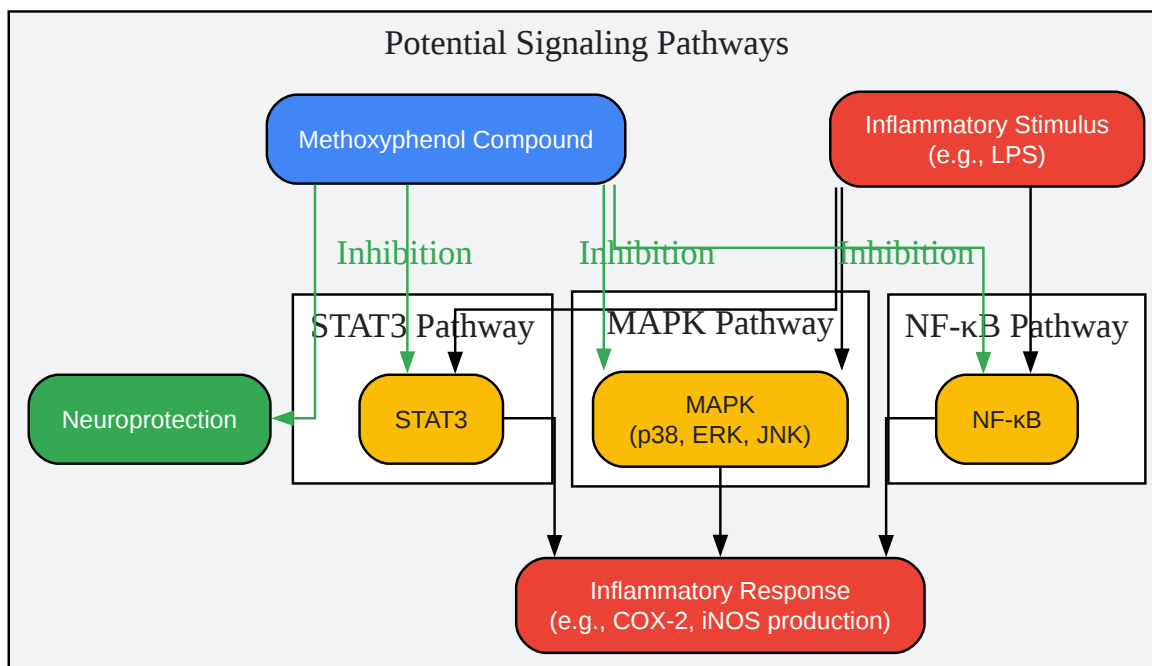 Potential Signaling Pathways
Methoxyphenol Compound
Inflammatory Stimulus
(e.g., LPS)
Inhibition
Inhibition
Inhibition
STAT3 Pathway
MAPK Pathway
NF-κB Pathway
Neuroprotection
STAT3
MAPK
(p38, ERK, JNK)
NF-κB
Inflammatory Response
(e.g., COX-2, iNOS production)